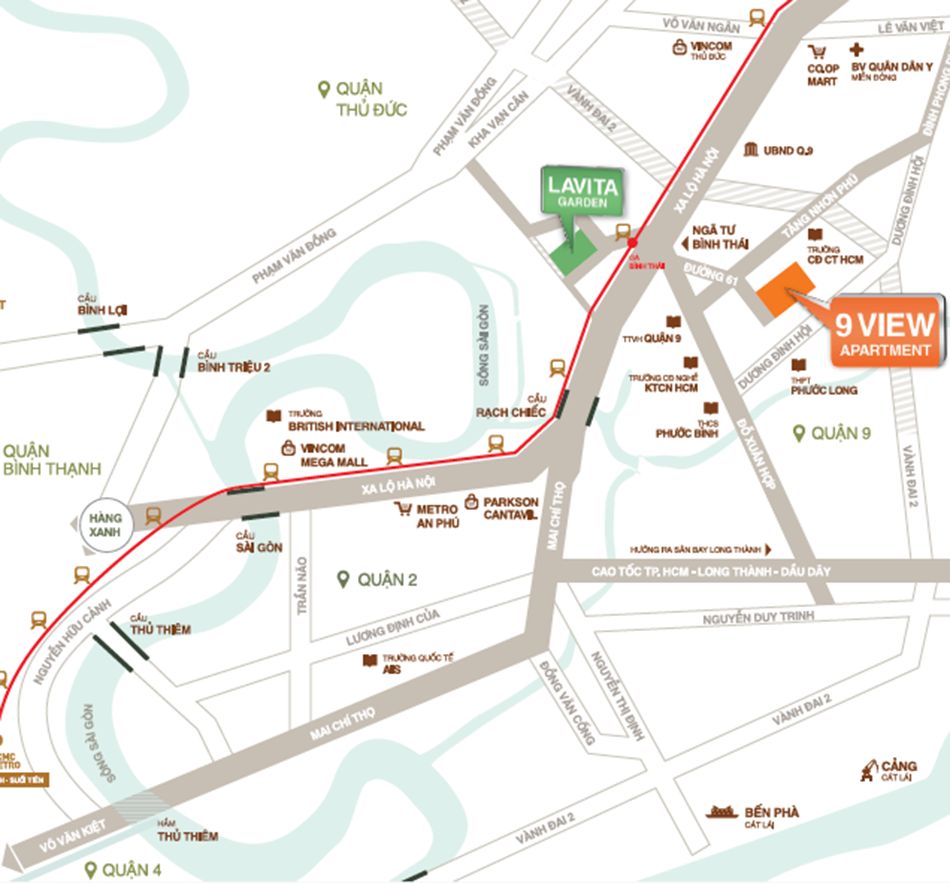 VÕ VĂN NGÂN
LÊ VĂN VIỆT
VINCOM
THỦ ĐỨC
CO.OP
MART
BV QUÂN DÂN Y
MIỀN ĐÔNG
QUẬN
THỦ ĐỨC
PHẠM VĂN ĐỒNG
KHA VẠN CÂN
VÀNH ĐAI 2
ĐÌNH PHONG
UBND Q.9
XA LỘ HÀ NỘI
LAVITA
GARDEN
TĂNG NHƠN PHÚ
DƯƠNG ĐÌNH HỘI
NGÃ TƯ
BÌNH THÁI
TRƯỜNG
CĐ CT HCM
PHẠM VĂN ĐỒNG
GA
BÌNH THÁI
ĐƯỜNG 61
CẦU
BÌNH LỢI
SÔNG SÀI GÒN
9 VIEW
APARTMENT
TTVH QUẬN 9
DƯƠNG ĐÌNH HỘI
CẦU
BÌNH TRIỆU 2
TRƯỜNG CĐ NGHỀ
KTCN HCM
THPT
PHƯỚC LONG
CẦU
RẠCH CHIẾC
THCS
PHƯỚC BÌNH
TRƯỜNG
BRITISH INTERNATIONAL
QUẬN 9
QUẬN
BÌNH THẠNH
VINCOM
MEGA MALL
ĐỖ XUÂN HỢP
VÀNH ĐAI 2
XA LỘ HÀ NỘI
HÀNG
XANH
METRO
AN PHÚ
PARKSON
CANTAVIL
MAI CHÍ THỌ
CẦU
SÀI GÒN
HƯỚNG RA SÂN BAY LONG THÀNH
TRẦN NÃO
QUẬN 2
CAO TỐC TP. HCM - LONG THÀNH - DẦU DÂY
NGUYỄN HỮU CẢNH
CẦU
THỦ THIÊM
LƯƠNG ĐỊNH CỦA
NGUYỄN DUY TRINH
TRƯỜNG QUỐC TẾ
AIS
ĐỒNG VĂN CỐNG
NGUYỄN THỊ ĐỊNH
MAI CHÍ THỌ
VÀNH ĐAI 2
SÔNG SÀI GÒN
CẢNG
CÁT LÁI
BẾN PHÀ
CÁT LÁI
VÕ VĂN KIỆT
HẦM
THỦ THIÊM
VÀNH ĐAI 2
QUẬN 4